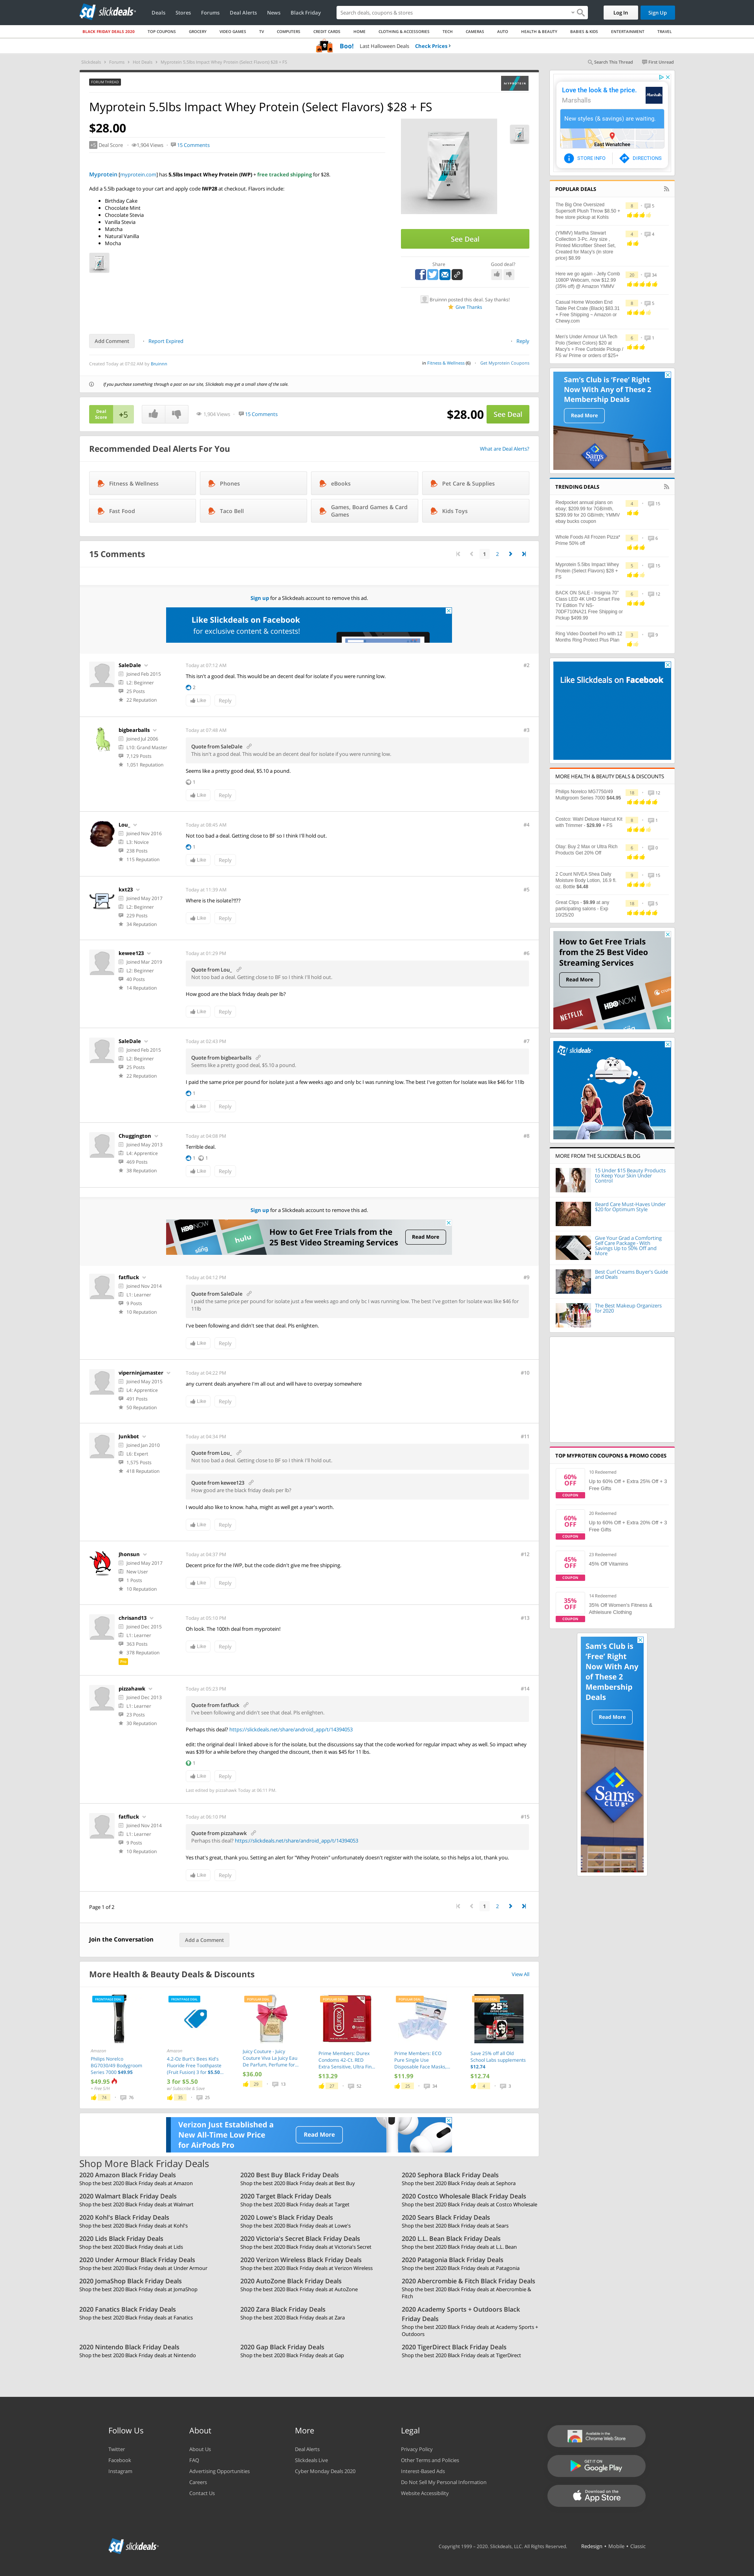 slickdeals
Deals Stores Forums Deal Alerts News Black Friday
Search deals, coupons & stores
Log In Sign Up
BLACK FRIDAY DEALS 2020 TOP COUPONS GROCERY VIDEO GAMES TV COMPUTERS CREDIT CARDS HOME CLOTHING & ACCESSORIES TECH CAMERAS AUTO HEALTH & BEAUTY BABIES & KIDS ENTERTAINMENT TRAVEL
Boo! Last Halloween Deals Check Prices
Slickdeals Forums Hot Deals Myprotein 5.5lbs Impact Whey Protein (Select Flavors) $28 + FS
Search This Thread First Unread
FORUM THREAD
MYPROTEIN
Myprotein 5.5lbs Impact Whey Protein (Select Flavors) $28 + FS
$28.00
+5 Deal Score 1,904 Views 15 Comments
Myprotein [myprotein.com] has 5.5lbs Impact Whey Protein (IWP) + free tracked shipping for $28.
Add a 5.5lb package to your cart and apply code IWP28 at checkout. Flavors include:
Birthday Cake
Chocolate Mint
Chocolate Stevia
Vanilla Stevia
Matcha
Natural Vanilla
Mocha
See Deal
Share Good deal?
Bruinnn posted this deal. Say thanks!
Give Thanks
Add Comment Report Expired Reply
Created Today at 07:02 AM by Bruinnn
in Fitness & Wellness (6) Get Myprotein Coupons
If you purchase something through a post on our site, Slickdeals may get a small share of the sale.
Deal Score +5
1,904 Views 15 Comments
$28.00 See Deal
Recommended Deal Alerts For You
What are Deal Alerts?
Fitness & Wellness
Phones
eBooks
Pet Care & Supplies
Fast Food
Taco Bell
Games, Board Games & Card Games
Kids Toys
15 Comments
1 2
Sign up for a Slickdeals account to remove this ad.
Like Slickdeals on Facebook
for exclusive content & contests!
SaleDale
Joined Feb 2015
L2: Beginner
25 Posts
22 Reputation
Today at 07:12 AM
#2
This isn't a good deal. This would be an decent deal for isolate if you were running low.
2
Like Reply
bigbearballs
Joined Jul 2006
L10: Grand Master
7,129 Posts
1,051 Reputation
Today at 07:48 AM
#3
Quote from SaleDale
This isn't a good deal. This would be an decent deal for isolate if you were running low.
Seems like a pretty good deal, $5.10 a pound.
1
Like Reply
Lou_
Joined Nov 2016
L3: Novice
238 Posts
115 Reputation
Today at 08:45 AM
#4
Not too bad a deal. Getting close to BF so I think I'll hold out.
1
Like Reply
kxt23
Joined May 2017
L2: Beginner
229 Posts
34 Reputation
Today at 11:39 AM
#5
Where is the isolate?!!??
Like Reply
kewee123
Joined Mar 2019
L2: Beginner
40 Posts
14 Reputation
Today at 01:29 PM
#6
Quote from Lou_
Not too bad a deal. Getting close to BF so I think I'll hold out.
How good are the black friday deals per lb?
Like Reply
SaleDale
Joined Feb 2015
L2: Beginner
25 Posts
22 Reputation
Today at 02:43 PM
#7
Quote from bigbearballs
Seems like a pretty good deal, $5.10 a pound.
I paid the same price per pound for isolate just a few weeks ago and only bc I was running low. The best I've gotten for Isolate was like $46 for 11lb
1
Like Reply
Chuggington
Joined May 2013
L4: Apprentice
469 Posts
38 Reputation
Today at 04:08 PM
#8
Terrible deal.
1 1
Like Reply
Sign up for a Slickdeals account to remove this ad.
HBO NOW
sling
hulu
How to Get Free Trials from the
25 Best Video Streaming Services
Read More
fatfluck
Joined Nov 2014
L1: Learner
9 Posts
10 Reputation
Today at 04:12 PM
#9
Quote from SaleDale
I paid the same price per pound for isolate just a few weeks ago and only bc I was running low. The best I've gotten for Isolate was like $46 for
11lb
I've been following and didn't see that deal. Pls enlighten.
Like Reply
viperninjamaster
Joined May 2015
L4: Apprentice
491 Posts
50 Reputation
Today at 04:22 PM
#10
any current deals anywhere I'm all out and will have to overpay somewhere
Like Reply
Junkbot
Joined Jan 2010
L6: Expert
1,575 Posts
418 Reputation
Today at 04:34 PM
#11
Quote from Lou_
Not too bad a deal. Getting close to BF so I think I'll hold out.
Quote from kewee123
How good are the black friday deals per lb?
I would also like to know. haha, might as well get a year's worth.
Like Reply
Jhonsun
Joined May 2017
New User
1 Posts
10 Reputation
Today at 04:37 PM
#12
Decent price for the IWP, but the code didn't give me free shipping.
Like Reply
chrisand13
Joined Dec 2015
L1: Learner
363 Posts
378 Reputation
Pro
Today at 05:16 PM
#13
Oh look. The 100th deal from myprotein!
Like Reply
pizzahawk
Joined Dec 2013
L1: Learner
23 Posts
30 Reputation
Today at 05:23 PM
#14
Quote from fatfluck
I've been following and didn't see that deal. Pls enlighten.
Perhaps this deal? https://slickdeals.net/share/android_app/t/14394053
edit: the original deal I linked above is for the isolate, but the discussions say that the code worked for regular impact whey as well. So impact whey
was $39 for a while before they changed the discount, then it was $45 for 11 lbs.
1
Like Reply
Last edited by pizzahawk Today at 06:11 PM.
fatfluck
Joined Nov 2014
L1: Learner
9 Posts
10 Reputation
Today at 06:10 PM
#15
Quote from pizzahawk
Perhaps this deal? https://slickdeals.net/share/android_app/t/14394053
Yes that's great, thank you. Setting an alert for "Whey Protein" unfortunately doesn't register with the isolate, so this helps a lot, thank you.
Like Reply
Page 1 of 2
1 2
Join the Conversation Add a Comment
More Health & Beauty Deals & Discounts
View All
Amazon
Philips Norelco BG7030/49 Bodygroom Series 7000 $49.95
$49.95
+ Free S/H
74 76
Amazon
4.2-Oz Burt's Bees Kid's Fluoride Free Toothpaste (Fruit Fusion) 3 for $5.50...
3 for $5.50
w/ Subscribe & Save
35 25
Juicy Couture - Juicy Couture Viva La Juicy Eau De Parfum, Perfume for...
$36.00
28 13
Prime Members: Durex Condoms 42-Ct. RED Extra Sensitive, Ultra Fin...
$13.29
27 52
Prime Members: ECO Pure Single Use Disposable Face Masks,...
$11.99
25 34
Save 25% off all Old School Labs supplements $12.74
$12.74
4 3
Verizon Just Established a New All-Time Low Price for AirPods Pro
Read More
Shop More Black Friday Deals
2020 Amazon Black Friday Deals
Shop the best 2020 Black Friday deals at Amazon
2020 Best Buy Black Friday Deals
Shop the best 2020 Black Friday deals at Best Buy
2020 Sephora Black Friday Deals
Shop the best 2020 Black Friday deals at Sephora
2020 Walmart Black Friday Deals
Shop the best 2020 Black Friday deals at Walmart
2020 Target Black Friday Deals
Shop the best 2020 Black Friday deals at Target
2020 Costco Wholesale Black Friday Deals
Shop the best 2020 Black Friday deals at Costco Wholesale
2020 Kohl's Black Friday Deals
Shop the best 2020 Black Friday deals at Kohl's
2020 Lowe's Black Friday Deals
Shop the best 2020 Black Friday deals at Lowe's
2020 Sears Black Friday Deals
Shop the best 2020 Black Friday deals at Sears
2020 Lids Black Friday Deals
Shop the best 2020 Black Friday deals at Lids
2020 Victoria's Secret Black Friday Deals
Shop the best 2020 Black Friday deals at Victoria's Secret
2020 L.L. Bean Black Friday Deals
Shop the best 2020 Black Friday deals at L.L. Bean
2020 Under Armour Black Friday Deals
Shop the best 2020 Black Friday deals at Under Armour
2020 Verizon Wireless Black Friday Deals
Shop the best 2020 Black Friday deals at Verizon Wireless
2020 Patagonia Black Friday Deals
Shop the best 2020 Black Friday deals at Patagonia
2020 JomaShop Black Friday Deals
Shop the best 2020 Black Friday deals at JomaShop
2020 AutoZone Black Friday Deals
Shop the best 2020 Black Friday deals at AutoZone
2020 Abercrombie & Fitch Black Friday Deals
Shop the best 2020 Black Friday deals at Abercrombie & Fitch
2020 Fanatics Black Friday Deals
Shop the best 2020 Black Friday deals at Fanatics
2020 Zara Black Friday Deals
Shop the best 2020 Black Friday deals at Zara
2020 Academy Sports + Outdoors Black Friday Deals
Shop the best 2020 Black Friday deals at Academy Sports + Outdoors
2020 Nintendo Black Friday Deals
Shop the best 2020 Black Friday deals at Nintendo
2020 Gap Black Friday Deals
Shop the best 2020 Black Friday deals at Gap
2020 TigerDirect Black Friday Deals
Shop the best 2020 Black Friday deals at TigerDirect
Love the look & the price.
Marshalls
New styles (& savings) are waiting.
East Wenatchee
STORE INFO DIRECTIONS
POPULAR DEALS
The Big One Oversized Supersoft Plush Throw $8.50 + free store pickup at Kohls
(YMMV) Martha Stewart Collection 3-Pc. Any size , Printed Microfiber Sheet Set, Created for Macy's (in store price) $8.99
Here we go again - Jelly Comb 1080P Webcam, now $12.99 (35% off) @ Amazon YMMV
Casual Home Wooden End Table Pet Crate (Black) $83.31 + Free Shipping ~ Amazon or Chewy.com
Men's Under Armour UA Tech Polo (Select Colors) $20 at Macy's + Free Curbside Pickup / FS w/ Prime or orders of $25+
Sam's Club is 'Free' Right Now With Any of These 2 Membership Deals
Read More
Sam's
TRENDING DEALS
Redpocket annual plans on ebay, $209.99 for 7GB/mth, $299.99 for 20 GB/mth. YMMV ebay bucks coupon
Whole Foods All Frozen Pizza* Prime 50% off
Myprotein 5.5lbs Impact Whey Protein (Select Flavors) $28 + FS
BACK ON SALE - Insignia 70" Class LED 4K UHD Smart Fire TV Edition TV NS-70DF710NA21 Free Shipping or Pickup $499.99
Ring Video Doorbell Pro with 12 Months Ring Protect Plus Plan
Like Slickdeals on Facebook
MORE HEALTH & BEAUTY DEALS & DISCOUNTS
Philips Norelco MG7750/49 Multigroom Series 7000 $44.95
Costco: Wahl Deluxe Haircut Kit with Trimmer - $29.99 + FS
Olay: Buy 2 Max or Ultra Rich Products Get 20% Off
2 Count NIVEA Shea Daily Moisture Body Lotion, 16.9 fl. oz. Bottle $4.48
Great Clips - $9.99 at any participating salons - Exp 10/25/20
How to Get Free Trials from the 25 Best Video Streaming Services
Read More
NETFLIX HBO NOW hulu
slickdeals
MORE FROM THE SLICKDEALS BLOG
15 Under $15 Beauty Products to Keep Your Skin Under Control
Beard Care Must-Haves Under $20 for Optimum Style
Give Your Grad a Comforting Self Care Package - With Savings Up to 50% Off and More
Best Curl Creams Buyer's Guide and Deals
The Best Makeup Organizers for 2020
TOP MYPROTEIN COUPONS & PROMO CODES
60% OFF COUPON
10 Redeemed
Up to 60% Off + Extra 25% Off + 3 Free Gifts
60% OFF COUPON
20 Redeemed
Up to 60% Off + Extra 20% Off + 3 Free Gifts
45% OFF COUPON
23 Redeemed
45% Off Vitamins
35% OFF COUPON
14 Redeemed
35% Off Women's Fitness & Athleisure Clothing
Sam's Club is 'Free' Right Now With Any of These 2 Membership Deals
Read More
Sam's CLUB
Follow Us
Twitter
Facebook
Instagram
About
About Us
FAQ
Advertising Opportunities
Careers
Contact Us
More
Deal Alerts
Slickdeals Live
Cyber Monday Deals 2020
Legal
Privacy Policy
Other Terms and Policies
Interest-Based Ads
Do Not Sell My Personal Information
Website Accessibility
Available in the Chrome Web Store
GET IT ON Google Play
Download on the App Store
slickdeals
Copyright 1999 - 2020. Slickdeals, LLC. All Rights Reserved. Redesign • Mobile • Classic